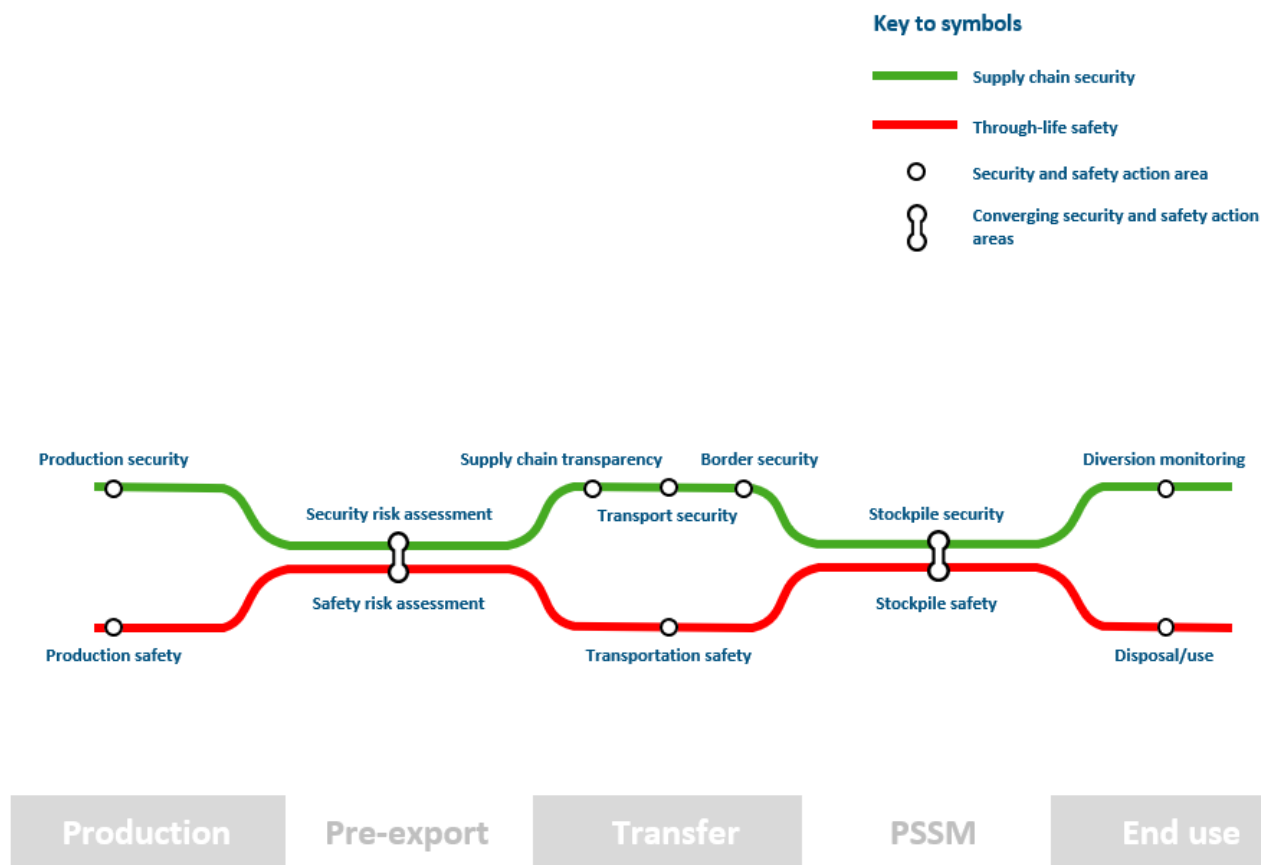 Key to symbols
Supply chain security
Through-life safety
Security and safety action area
Converging security and safety action
areas
Production security
Supply chain transparency
Border security
Diversion monitoring
Security risk assessment
Transport security
Stockpile security
Safety risk assessment
Stockpile safety
Production safety
Transportation safety
Disposal/use
Production
Pre-export
Transfer
PSSM
End use